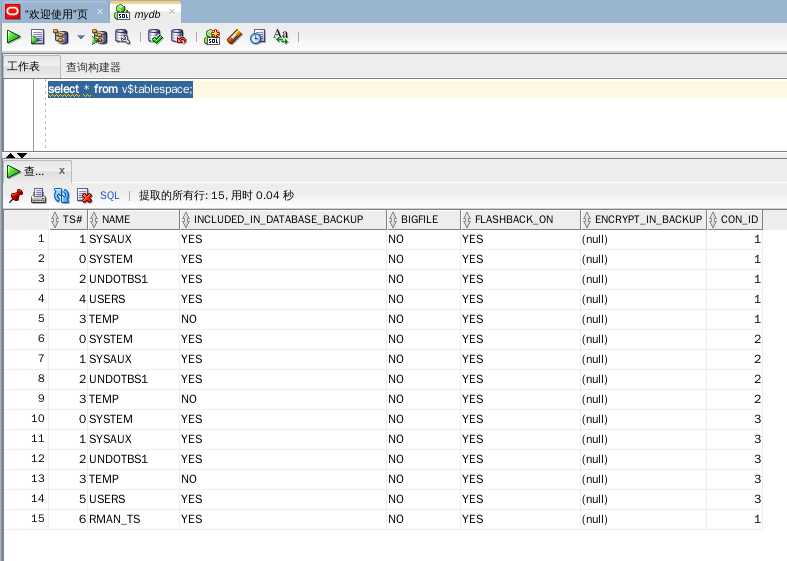 "欢迎使用"页 × mydb ×
工作表 查询构建器
select * from v$tablespace;
查... x
SQL | 提取的所有行: 15, 用时 0.04 秒
TS# NAME INCLUDED_IN_DATABASE_BACKUP BIGFILE FLASHBACK_ON ENCRYPT_IN_BACKUP CON_ID
1 1 SYSAUX YES NO YES (null) 1
2 0 SYSTEM YES NO YES (null) 1
3 2 UNDOTBS1 YES NO YES (null) 1
4 4 USERS YES NO YES (null) 1
5 3 TEMP NO NO YES (null) 1
6 0 SYSTEM YES NO YES (null) 2
7 1 SYSAUX YES NO YES (null) 2
8 2 UNDOTBS1 YES NO YES (null) 2
9 3 TEMP NO NO YES (null) 2
10 0 SYSTEM YES NO YES (null) 3
11 1 SYSAUX YES NO YES (null) 3
12 2 UNDOTBS1 YES NO YES (null) 3
13 3 TEMP NO NO YES (null) 3
14 5 USERS YES NO YES (null) 3
15 6 RMAN_TS YES NO YES (null) 1